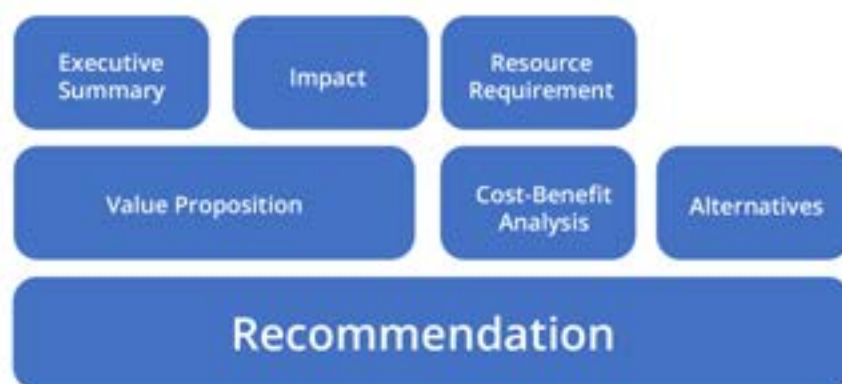 Executive
Summary
Impact
Resource
Requirement
Value Proposition
Cost-Benefit
Analysis
Alternatives
Recommendation